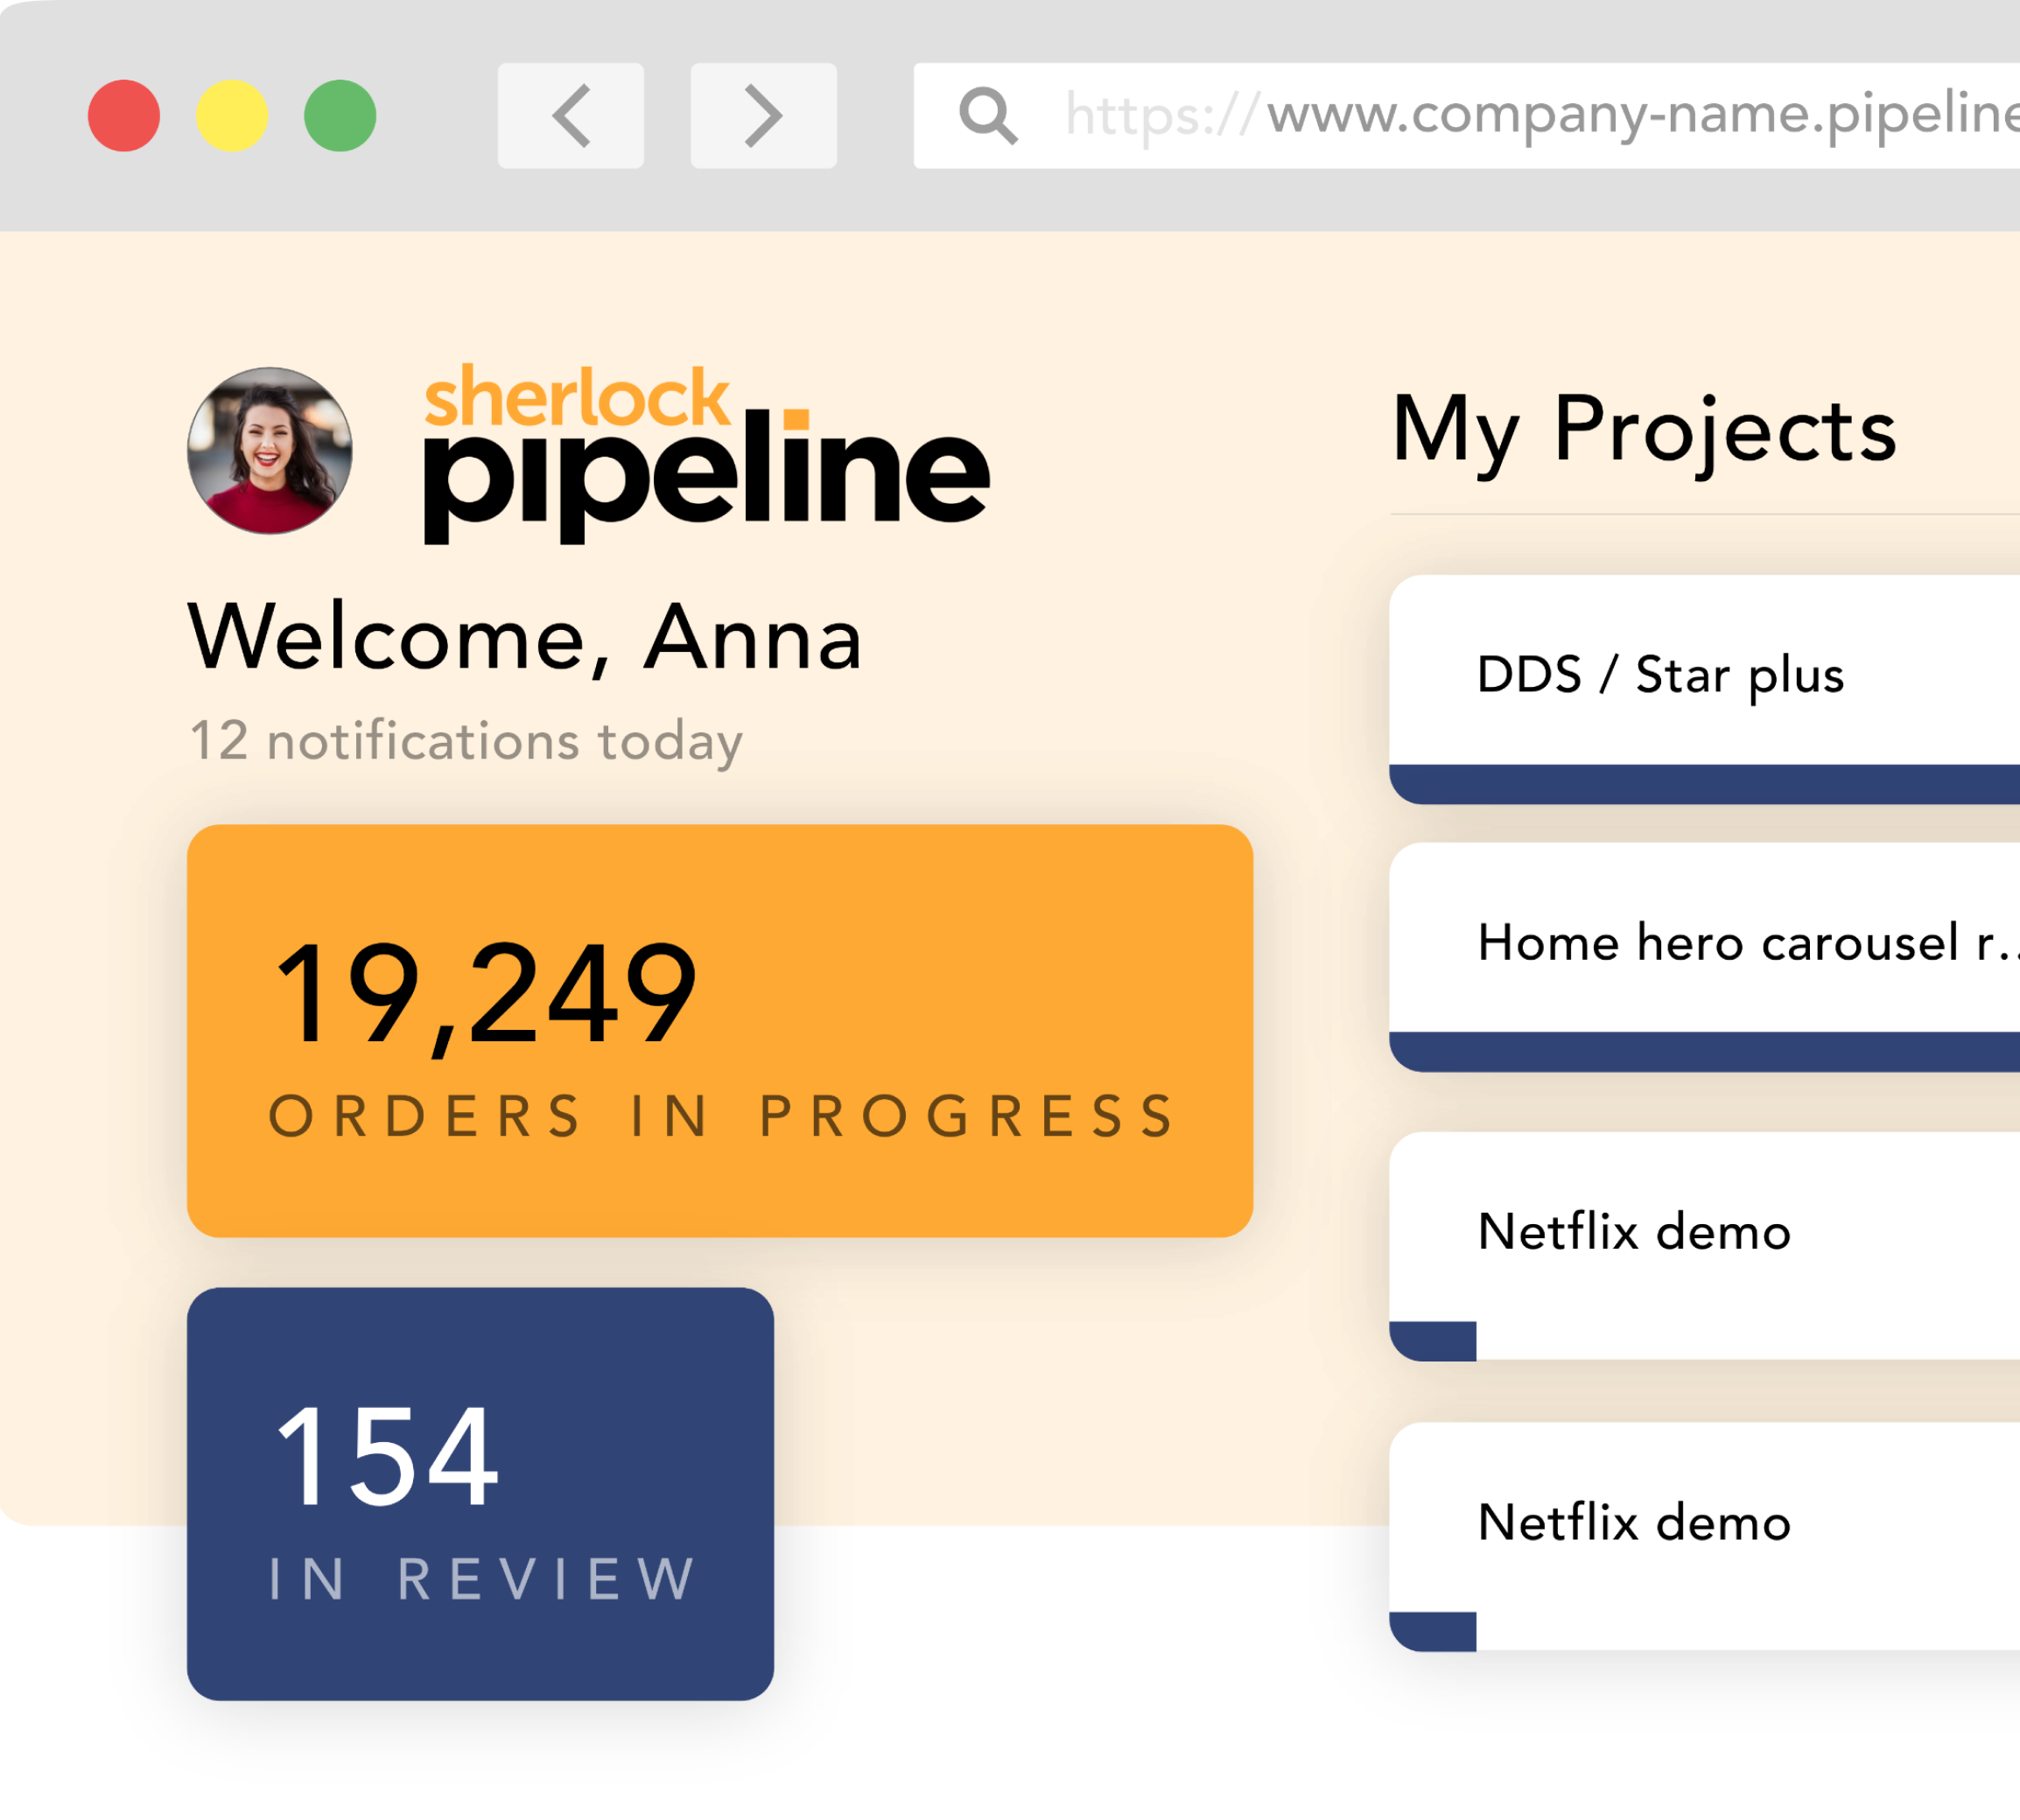 https://www.company-name.pipeline
sherlock
pipeline
Welcome, Anna
12 notifications today
19,249
ORDERS IN PROGRESS
154
IN REVIEW
My Projects
DDS / Star plus
Home hero carousel r..
Netflix demo
Netflix demo